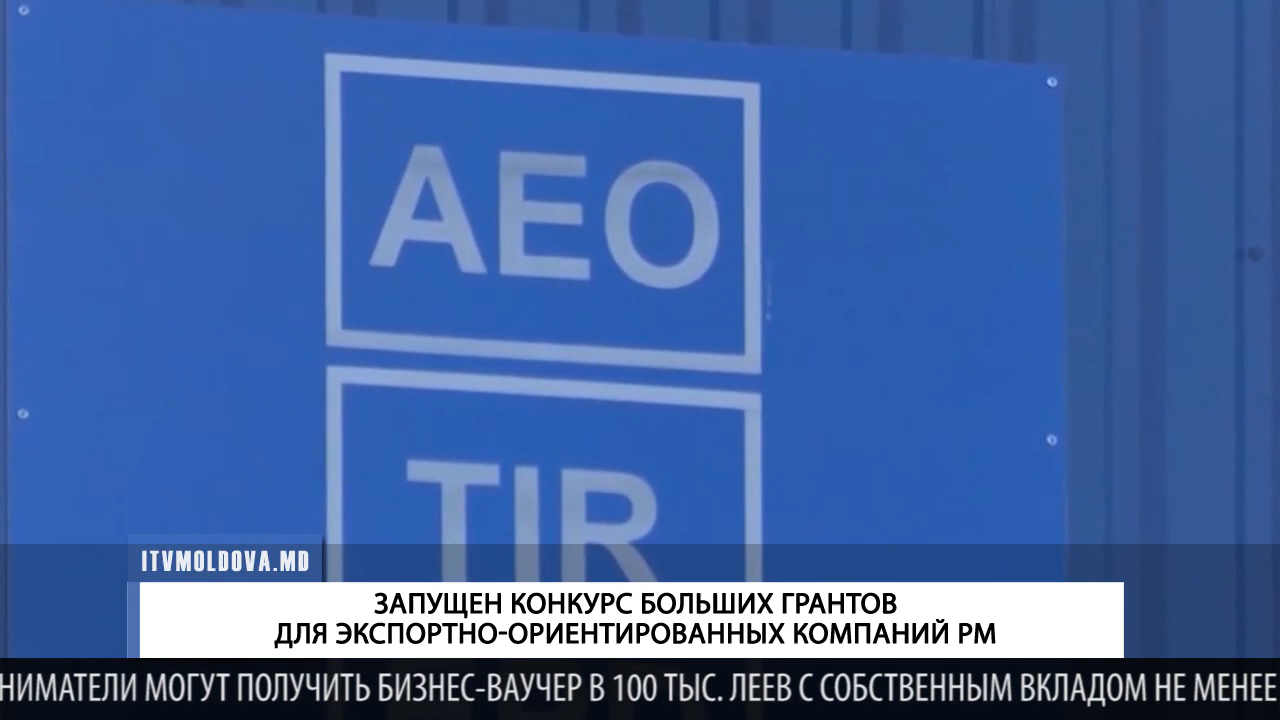 AEO
TIR
ITVMOLDOVA.MD
ЗАПУЩЕН КОНКУРС БОЛЬШИХ ГРАНТОВ
ДЛЯ ЭКСПОРТНО-ОРИЕНТИРОВАННЫХ КОМПАНИЙ РМ
НИМАТЕЛИ МОГУТ ПОЛУЧИТЬ БИЗНЕС-ВАУЧЕР В 100 ТЫС. ЛЕЕВ С СОБСТВЕННЫМ ВКЛАДОМ НЕ МЕНЕЕ